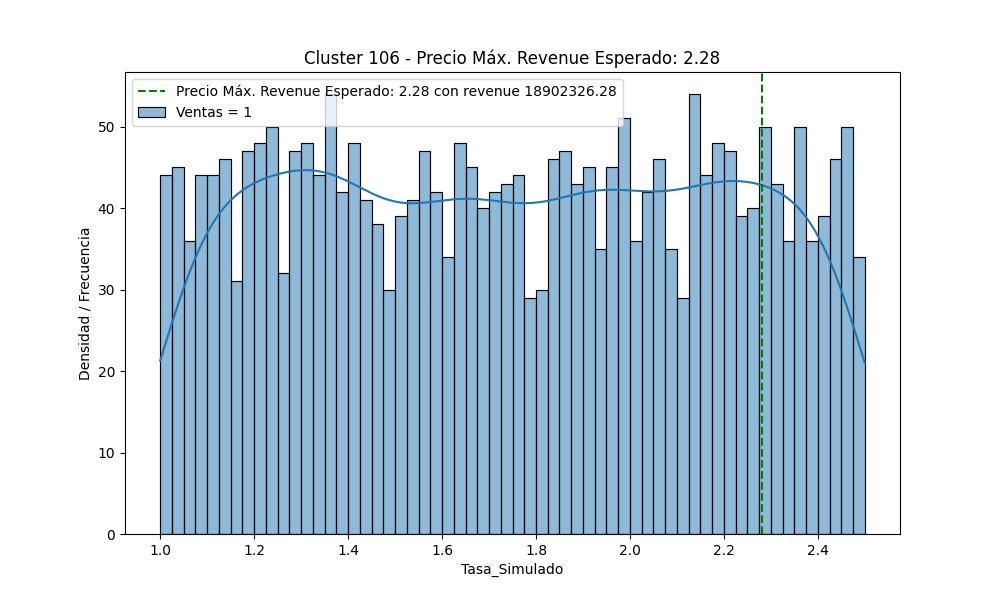 Cluster 106 - Precio Máx. Revenue Esperado: 2.28
Precio Máx. Revenue Esperado: 2.28 con revenue 18902326.28
Ventas = 1
Densidad / Frecuencia
50
40
30
20
10
0
1.0 1.2 1.4 1.6 1.8 2.0 2.2 2.4
Tasa_Simulado